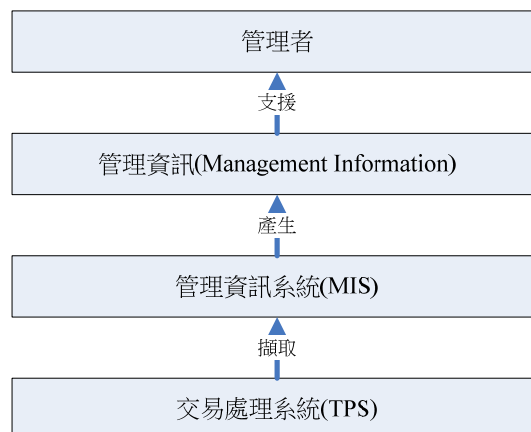 管理者
支援
管理資訊(Management Information)
產生
管理資訊系統(MIS)
擷取
交易處理系統(TPS)